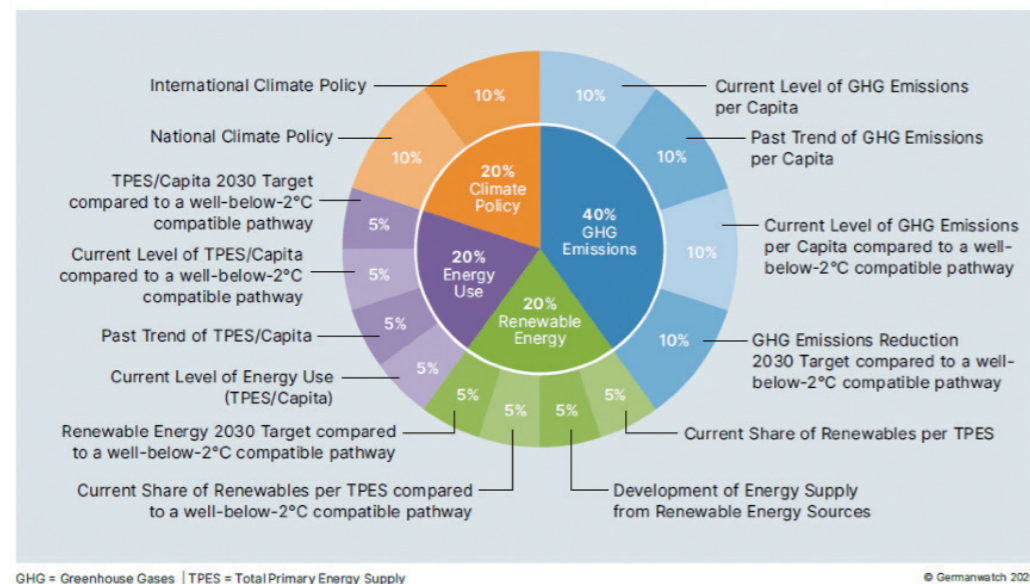 International Climate Policy
10%
National Climate Policy
10%
20%
Climate
Policy
TPES/Capita 2030 Target
compared to a well-below-2°C
compatible pathway
5%
Current Level of TPES/Capita
compared to a well-below-2°C
compatible pathway
5%
Past Trend of TPES/Capita
5%
Current Level of Energy Use
(TPES/Capita)
5%
20%
Energy
Use
Renewable Energy 2030 Target compared
to a well-below-2°C compatible pathway
5%
Current Share of Renewables per TPES compared
to a well-below-2°C compatible pathway
5%
20%
Renewable
Energy
Development of Energy Supply
from Renewable Energy Sources
5%
Current Share of Renewables per TPES
5%
40%
GHG
Emissions
Current Level of GHG Emissions
per Capita
10%
Past Trend of GHG Emissions
per Capita
10%
Current Level of GHG Emissions
per Capita compared to a well-
below-2°C compatible pathway
10%
GHG Emissions Reduction
2030 Target compared to a well-
below-2°C compatible pathway
10%
GHG = Greenhouse Gases | TPES = Total Primary Energy Supply
© Germanwatch